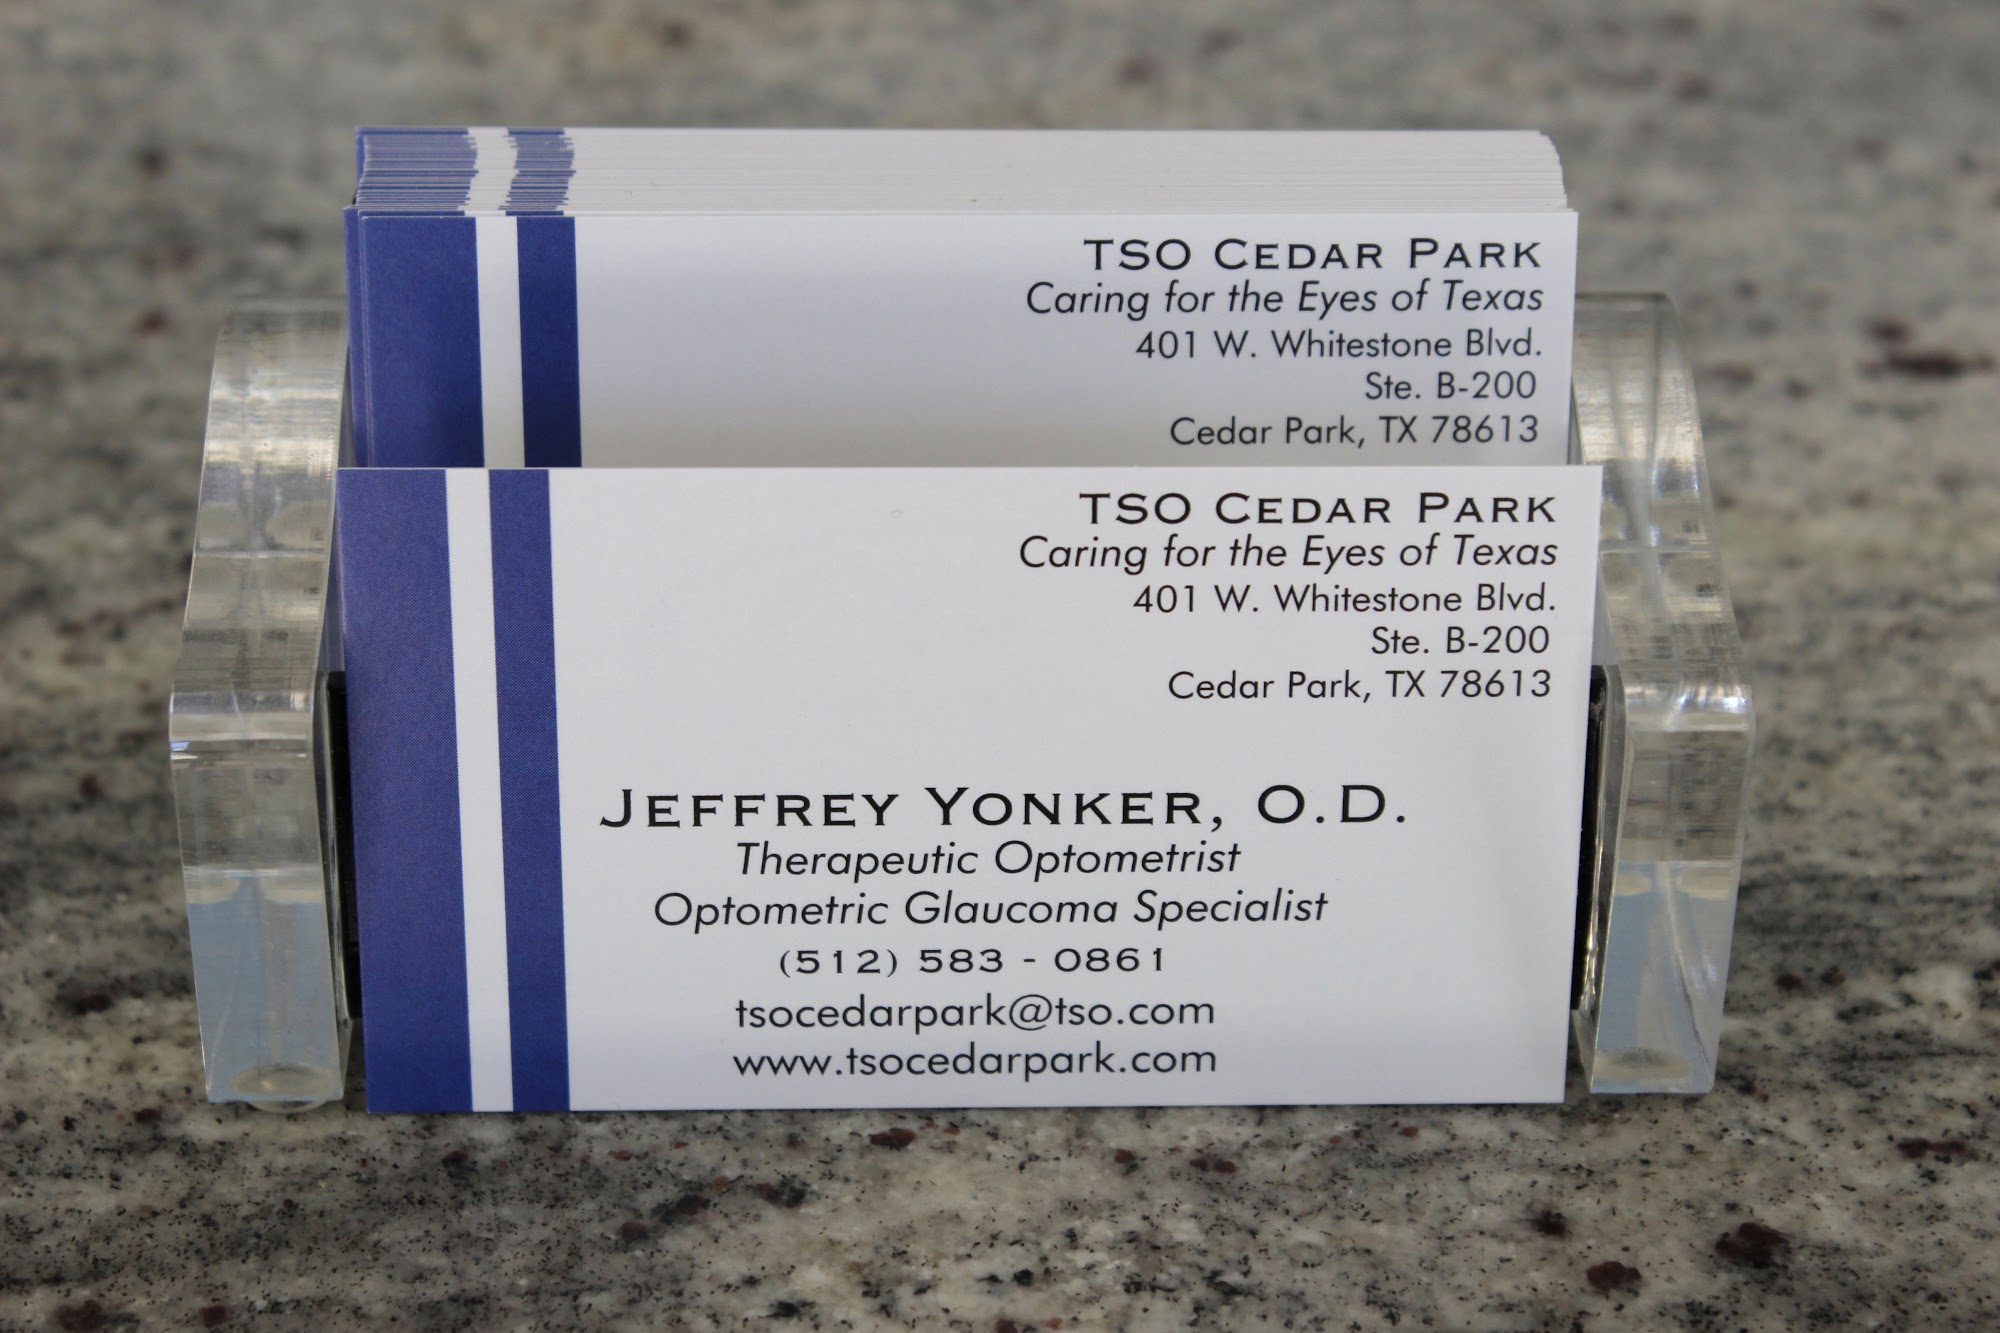 TSO CEDAR PARK
Caring for the Eyes of Texas
401 W. Whitestone Blvd.
Ste. B-200
Cedar Park, TX 78613
TSO CEDAR PARK
Caring for the Eyes of Texas
401 W. Whitestone Blvd.
Ste. B-200
Cedar Park, TX 78613
JEFFREY YONKER, O.D.
Therapeutic Optometrist
Optometric Glaucoma Specialist
(512) 583 - 0861
tsocedarpark@tso.com
www.tsocedarpark.com